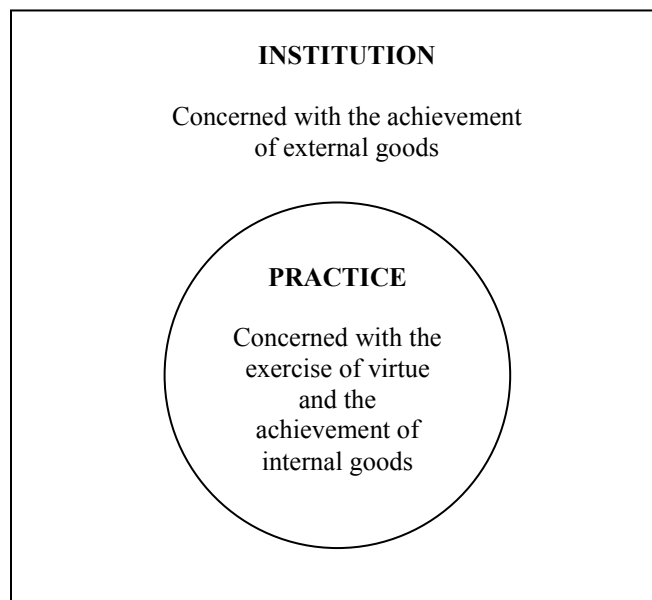 INSTITUTION
Concerned with the achievement
of external goods
PRACTICE
Concerned with the
exercise of virtue
and the
achievement of
internal goods